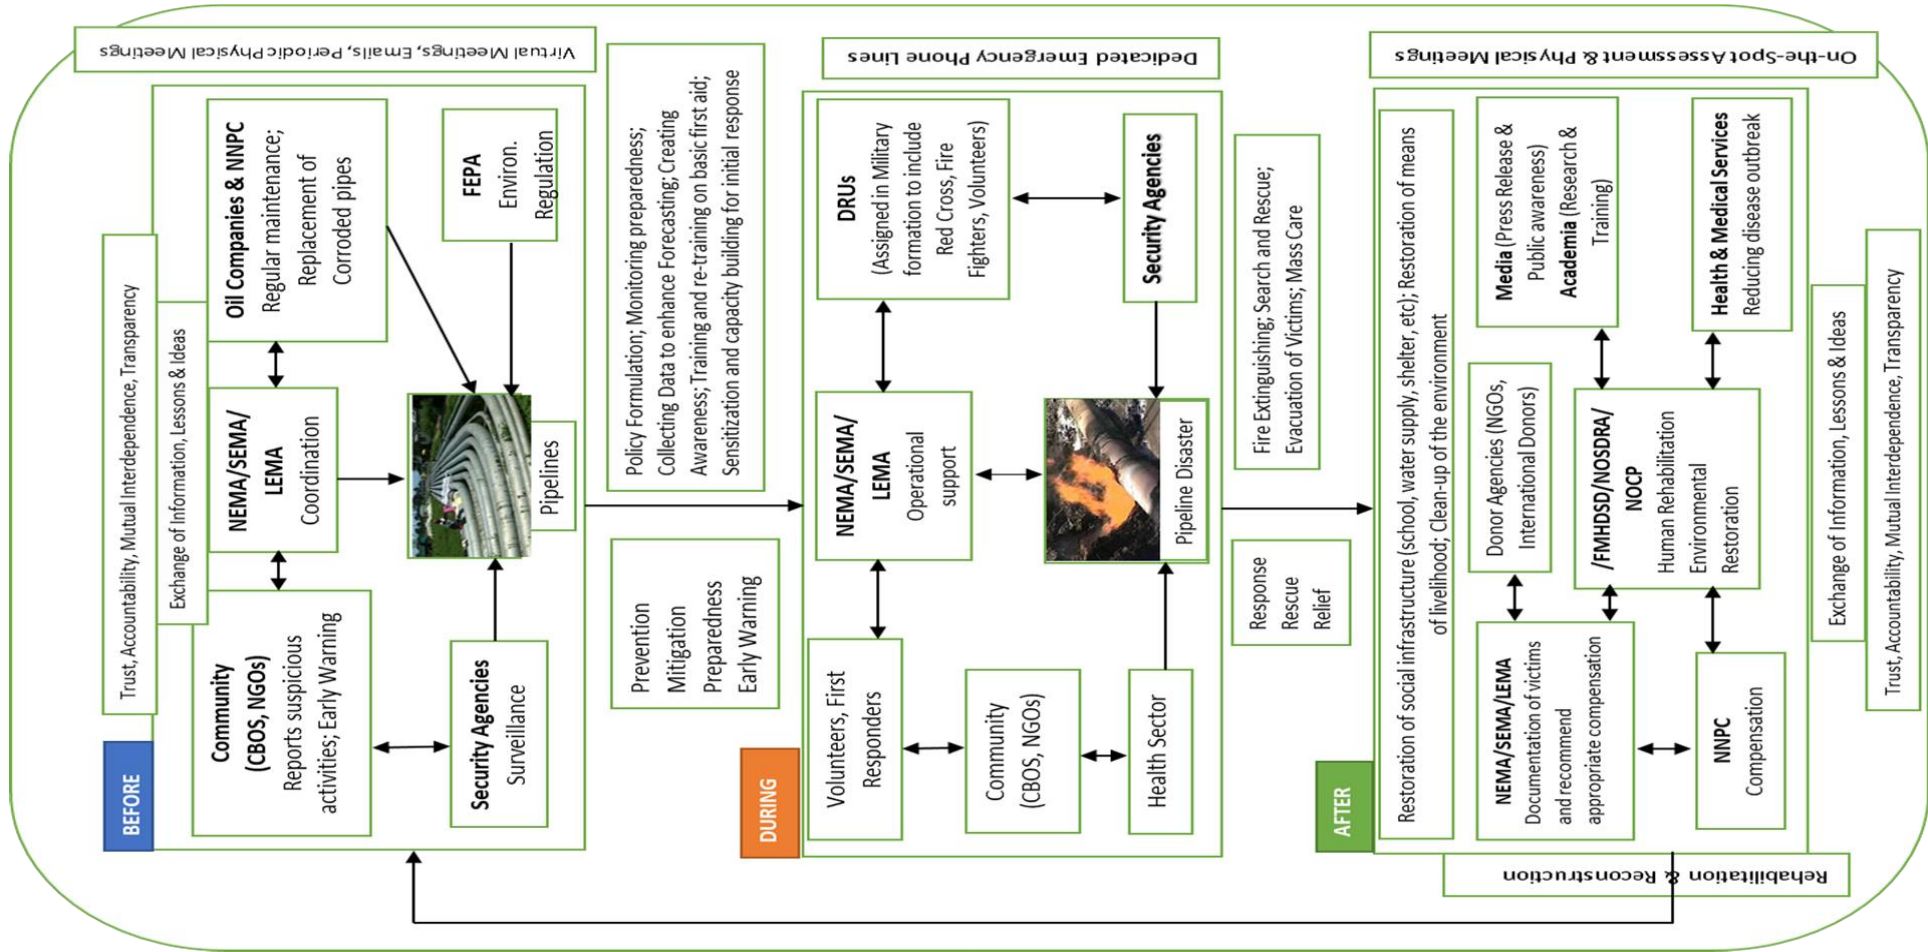 BEFORE
Trust, Accountability, Mutual Interdependence, Transparency
Exchange of Information, Lessons & Ideas
Virtual Meetings, Emails, Periodic Physical Meetings
Community
(CBOS, NGOs)
Reports suspicious
activities; Early Warning
NEMA/SEMA/
LEMA
Coordination
Oil Companies & NNPC
Regular maintenance;
Replacement of
Corroded pipes
Security Agencies
Surveillance
Pipelines
FEPA
Environ.
Regulation
Prevention
Mitigation
Preparedness
Early Warning
Policy Formulation; Monitoring preparedness;
Collecting Data to enhance Forecasting; Creating
Awareness; Training and re-training on basic first aid;
Sensitization and capacity building for initial response
DURING
Dedicated Emergency Phone Lines
Volunteers, First
Responders
NEMA/SEMA/
LEMA
Operational
support
DRUs
(Assigned in Military
formation to include
Red Cross, Fire
Fighters, Volunteers)
Community
(CBOS, NGOs)
Health Sector
Pipeline Disaster
Security Agencies
Response
Rescue
Relief
Fire Extinguishing; Search and Rescue;
Evacuation of Victims; Mass Care
AFTER
On-the-Spot Assessment & Physical Meetings
Rehabilitation & Reconstruction
Restoration of social infrastructure (school, water supply, shelter, etc); Restoration of means
of livelihood; Clean-up of the environment
NEMA/SEMA/LEMA
Documentation of victims
and recommend
appropriate compensation
Donor Agencies (NGOs,
International Donors)
Media (Press Release &
Public awareness)
Academia (Research &
Training)
/FMHDSD/NOSDRA/
NOCP
Human Rehabilitation
Environmental
Restoration
NNPC
Compensation
Health & Medical Services
Reducing disease outbreak
Exchange of Information, Lessons & Ideas
Trust, Accountability, Mutual Interdependence, Transparency